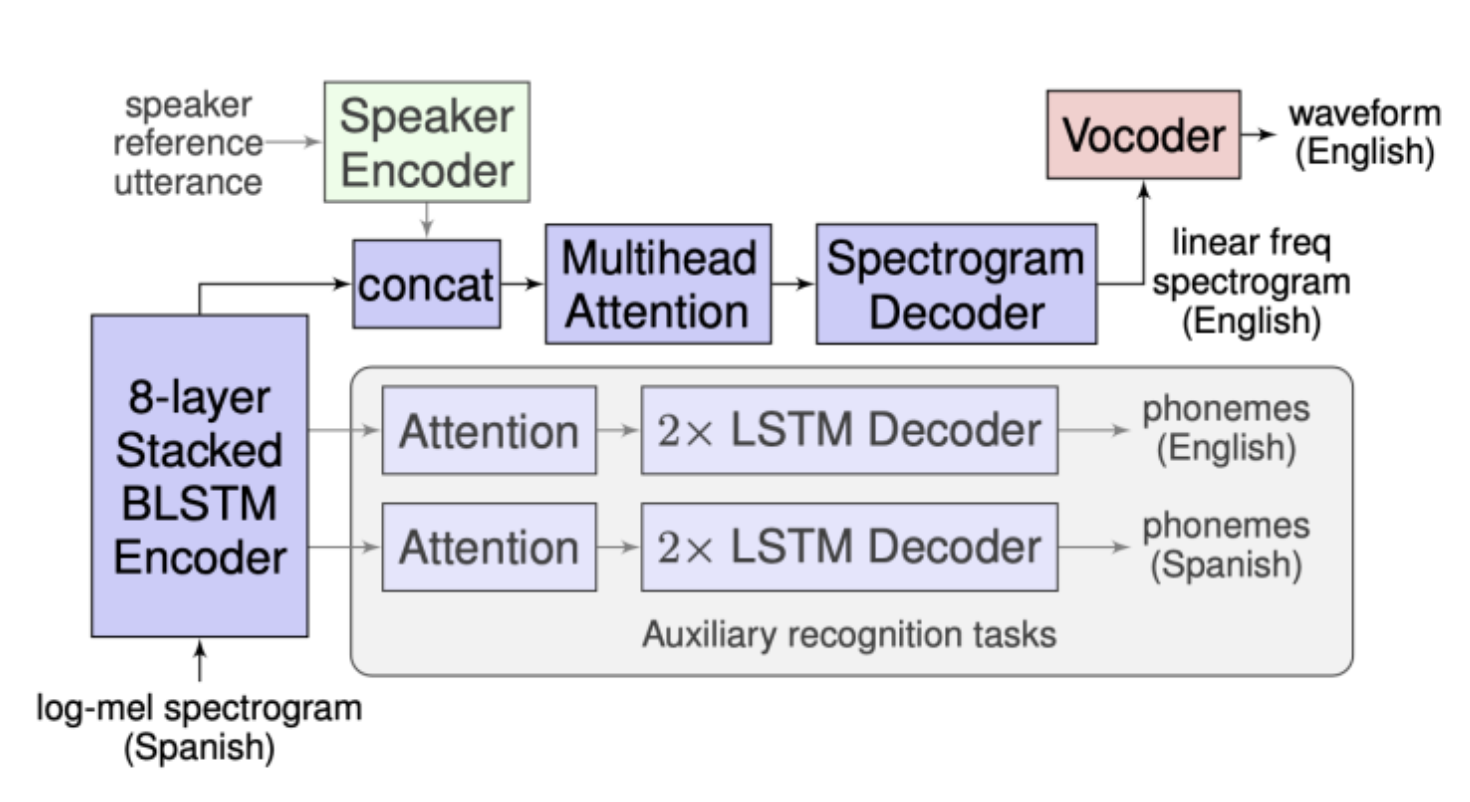 speaker
reference
utterance
Speaker
Encoder
Vocoder
waveform
(English)
concat
Multihead
Attention
Spectrogram
Decoder
linear freq
spectrogram
(English)
8-layer
Stacked
BLSTM
Encoder
Attention
2× LSTM Decoder
phonemes
(English)
Attention
2× LSTM Decoder
phonemes
(Spanish)
Auxiliary recognition tasks
log-mel spectrogram
(Spanish)